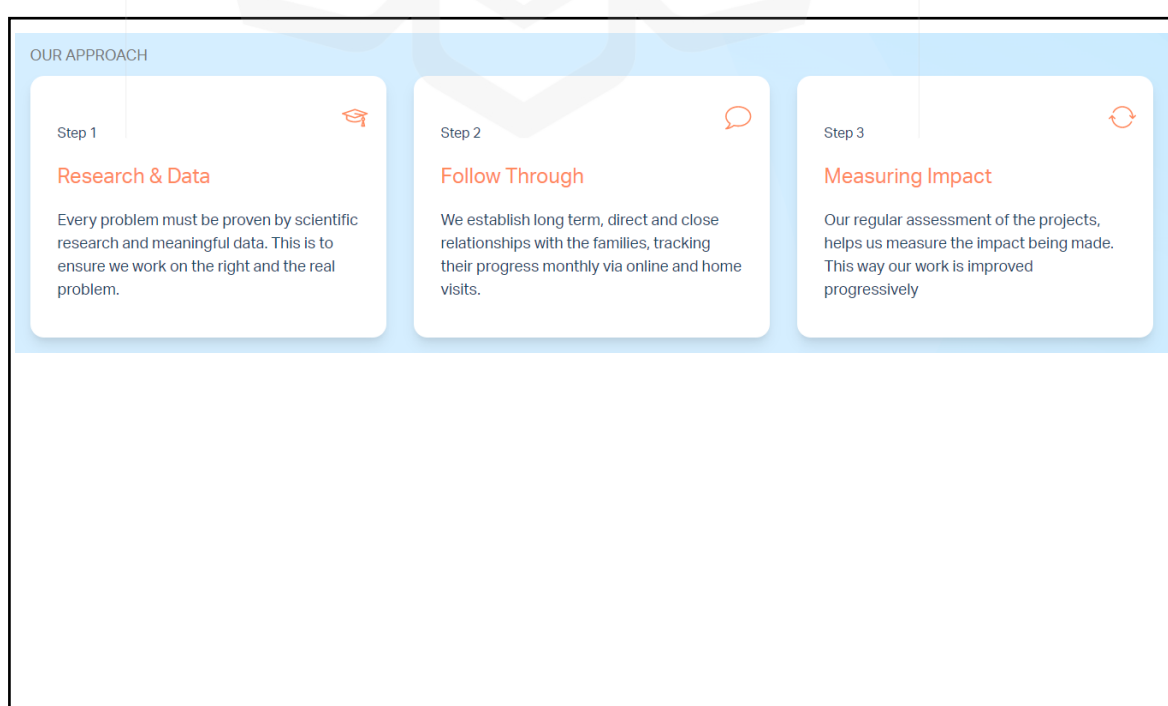 OUR APPROACH
Step 1
Research & Data
Every problem must be proven by scientific
research and meaningful data. This is to
ensure we work on the right and the real
problem.
Step 2
Follow Through
We establish long term, direct and close
relationships with the families, tracking
their progress monthly via online and home
visits.
Step 3
Measuring Impact
Our regular assessment of the projects,
helps us measure the impact being made.
This way our work is improved
progressively